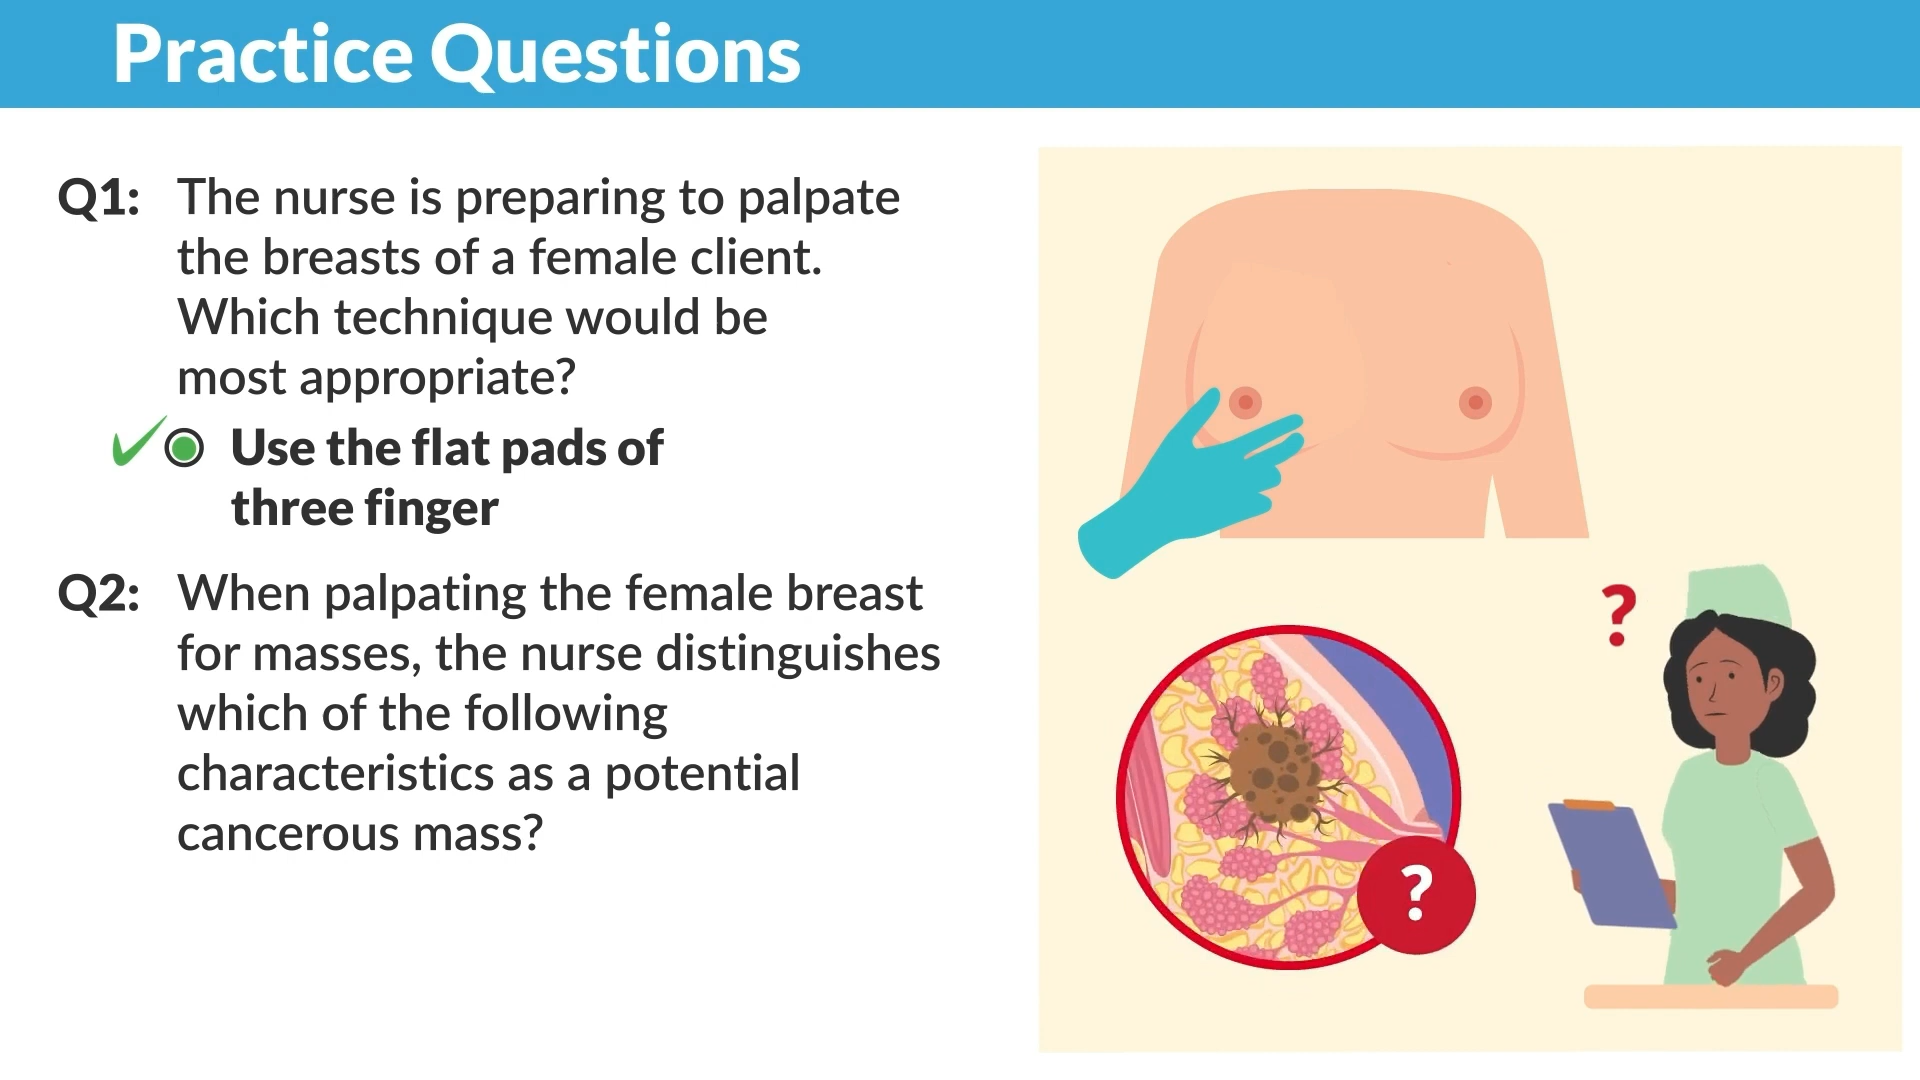 Practice Questions
Q1: The nurse is preparing to palpate
the breasts of a female client.
Which technique would be
most appropriate?
Use the flat pads of
three finger
Q2: When palpating the female breast
for masses, the nurse distinguishes
which of the following
characteristics as a potential
cancerous mass?
?
?